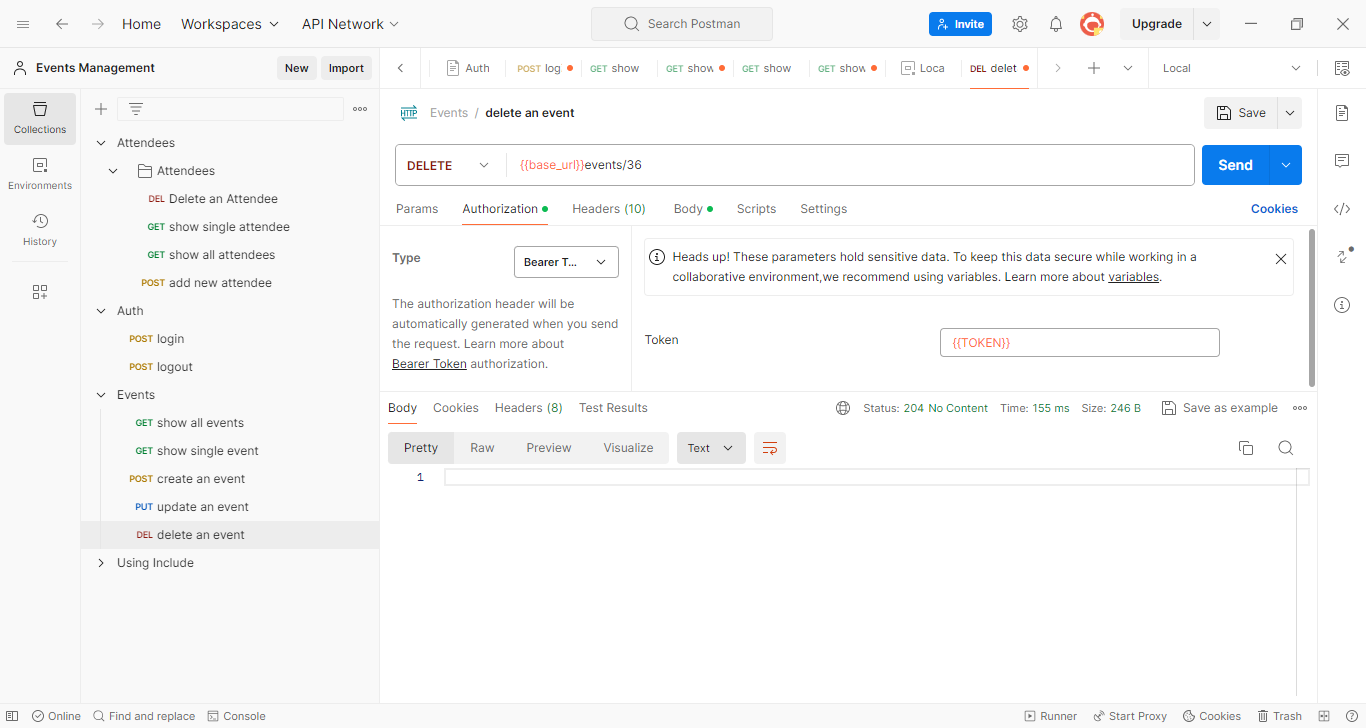 Home Workspaces API Network Search Postman Invite Upgrade
Events Management New Import
Auth POST log GET show GET show GET show GET show Loca DEL delet Local
Collections
Environments
History
Attendees
Attendees
DEL Delete an Attendee
GET show single attendee
GET show all attendees
POST add new attendee
Auth
POST login
POST logout
Events
GET show all events
GET show single event
POST create an event
PUT update an event
DEL delete an event
Using Include
HTTP Events / delete an event Save
DELETE {{base_url}}events/36 Send
Params Authorization Headers (10) Body Scripts Settings Cookies
Type Bearer T...
The authorization header will be
automatically generated when you send
the request. Learn more about
Bearer Token authorization.
Heads up! These parameters hold sensitive data. To keep this data secure while working in a
collaborative environment,we recommend using variables. Learn more about variables.
Token {{TOKEN}}
Body Cookies Headers (8) Test Results Status: 204 No Content Time: 155 ms Size: 246 B Save as example
Pretty Raw Preview Visualize Text
1
Online Find and replace Console Runner Start Proxy Cookies Trash